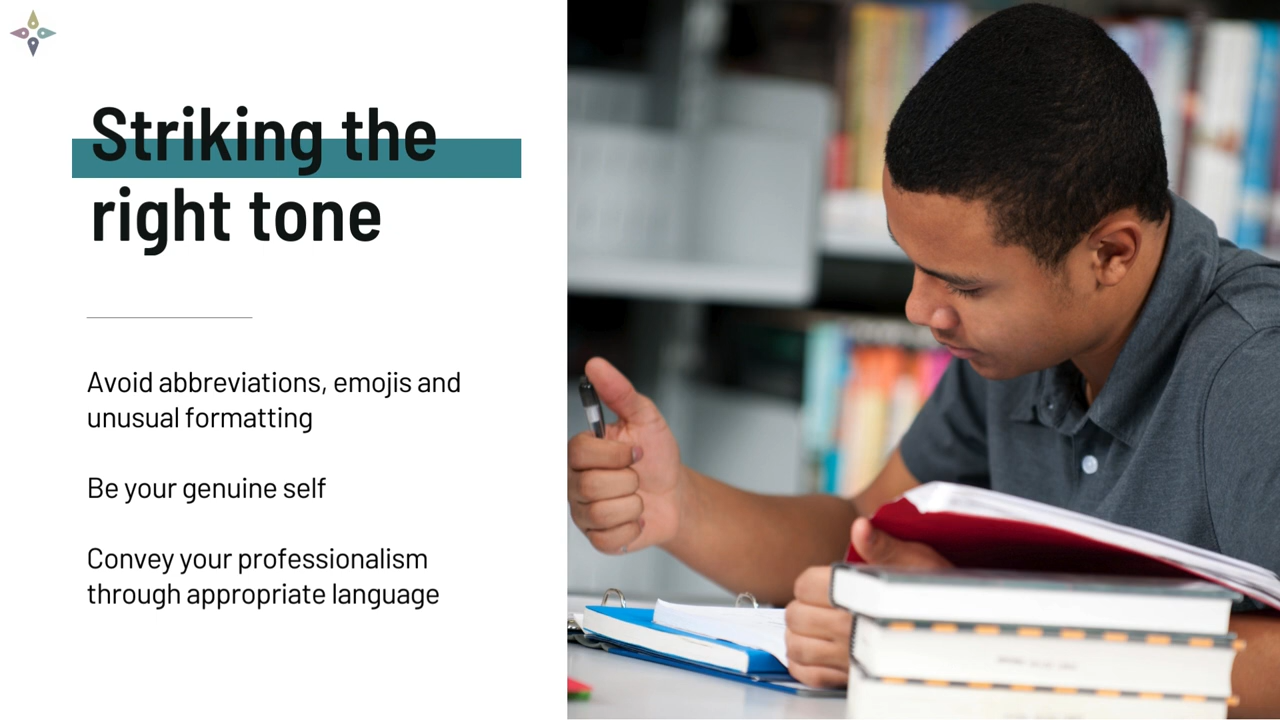 Striking the
right tone
Avoid abbreviations, emojis and
unusual formatting
Be your genuine self
Convey your professionalism
through appropriate language